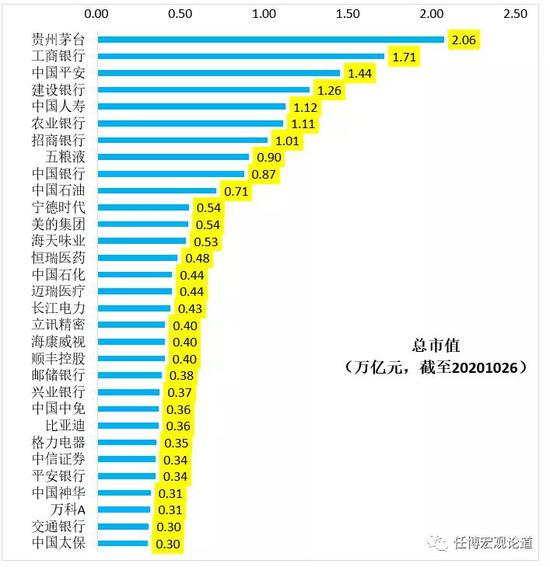 0.00 0.50 1.00 1.50 2.00 2.50
贵州茅台 2.06
工商银行 1.71
中国平安 1.44
建设银行 1.26
中国人寿 1.12
农业银行 1.11
招商银行 1.01
五粮液 0.90
中国银行 0.87
中国石油 0.71
宁德时代 0.54
美的集团 0.54
海天味业 0.53
恒瑞医药 0.48
中国石化 0.44
迈瑞医疗 0.44
长江电力 0.43
立讯精密 0.40
海康威视 0.40
顺丰控股 0.40
邮储银行 0.38
兴业银行 0.37
中国中免 0.36
比亚迪 0.36
格力电器 0.35
中信证券 0.34
平安银行 0.34
中国神华 0.31
万科A 0.31
交通银行 0.30
中国太保 0.30
总市值
（万亿元，截至20201026）
任博宏观论道